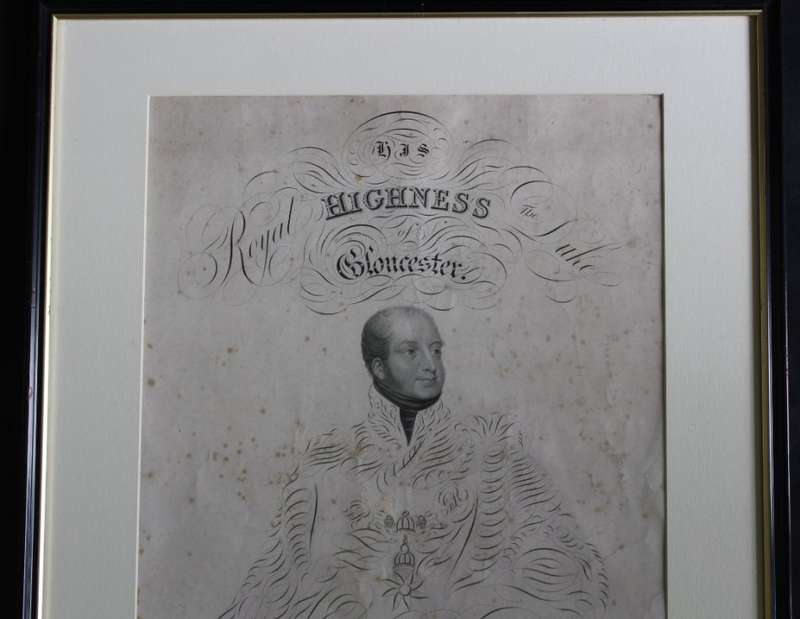 HIS
Royal HIGHNESS The Duke
of
Gloucester.